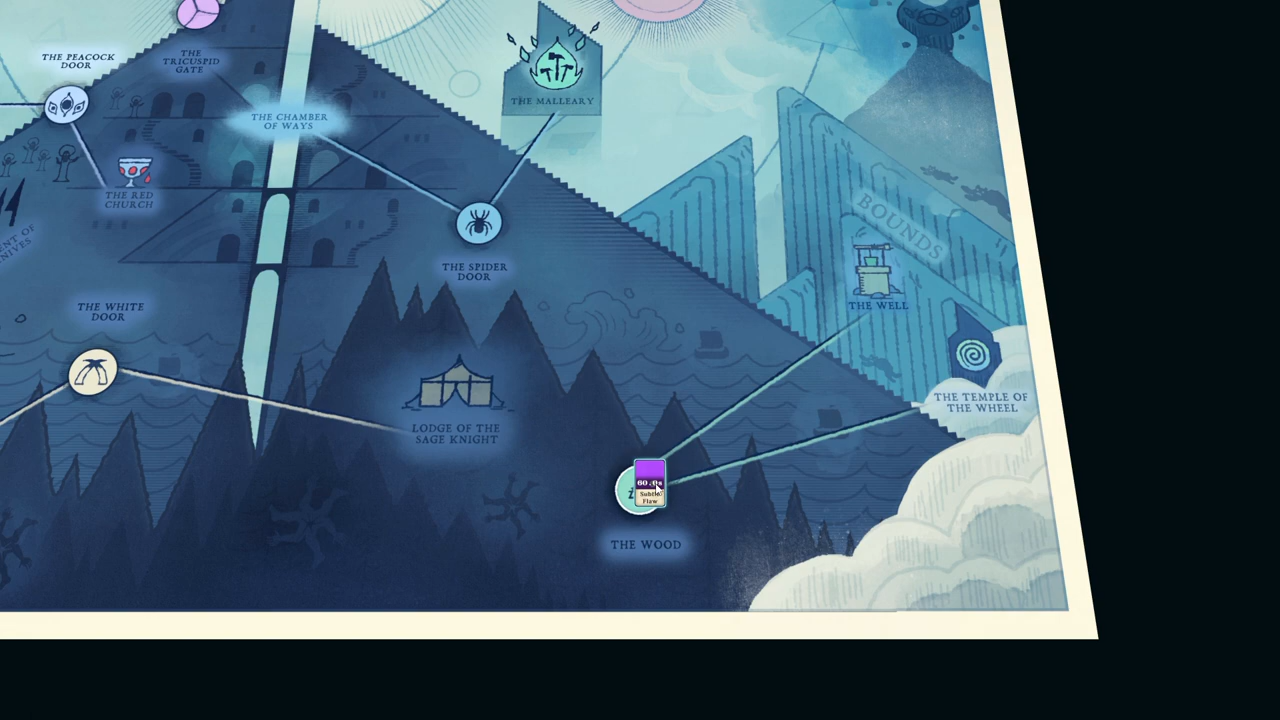 THE PEACOCK
DOOR
THE
TRICUSPID
GATE
THE MALLEARY
THE CHAMBER
OF WAYS
THE RED
CHURCH
BOUNDS
THE SPIDER
DOOR
THE WELL
THE WHITE
DOOR
THE TEMPLE OF
THE WHEEL
LODGE OF THE
SAGE KNIGHT
Flaw
THE WOOD